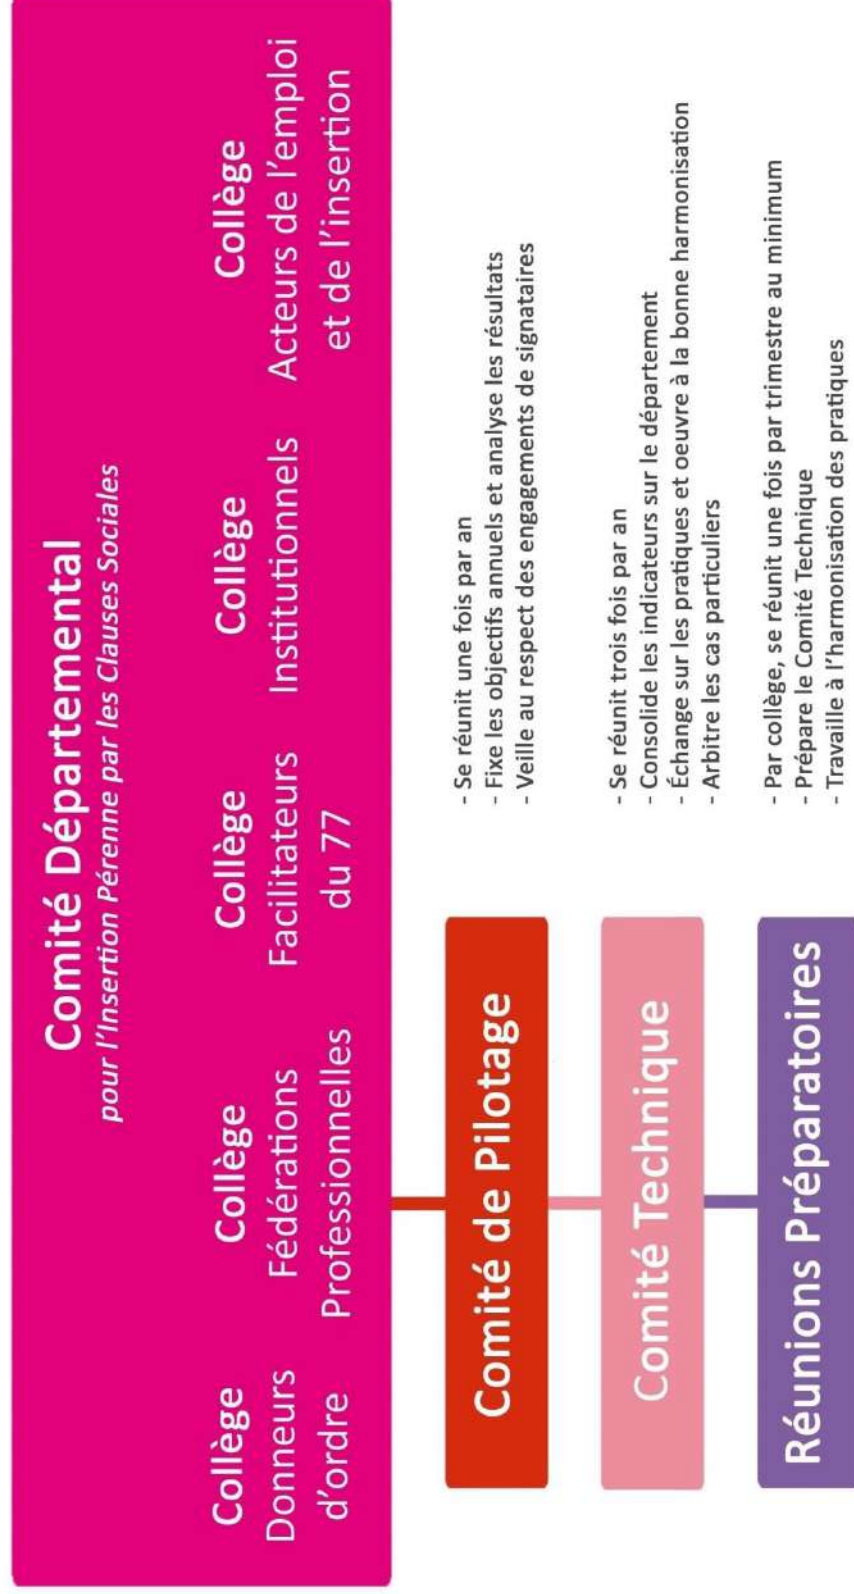 Comité Départemental
pour l'Insertion Pérenne par les Clauses Sociales
Collège
Donneurs
d'ordre
Collège
Fédérations
Professionnelles
Collège
Facilitateurs
du 77
Collège
Institutionnels
Collège
Acteurs de l'emploi
et de l'insertion
Comité de Pilotage
- Se réunit une fois par an
- Fixe les objectifs annuels et analyse les résultats
- Veille au respect des engagements de signataires
Comité Technique
- Se réunit trois fois par an
- Consolide les indicateurs sur le département
- Échange sur les pratiques et oeuvre à la bonne harmonisation
- Arbitre les cas particuliers
Réunions Préparatoires
- Par collège, se réunit une fois par trimestre au minimum
- Prépare le Comité Technique
- Travaille à l'harmonisation des pratiques